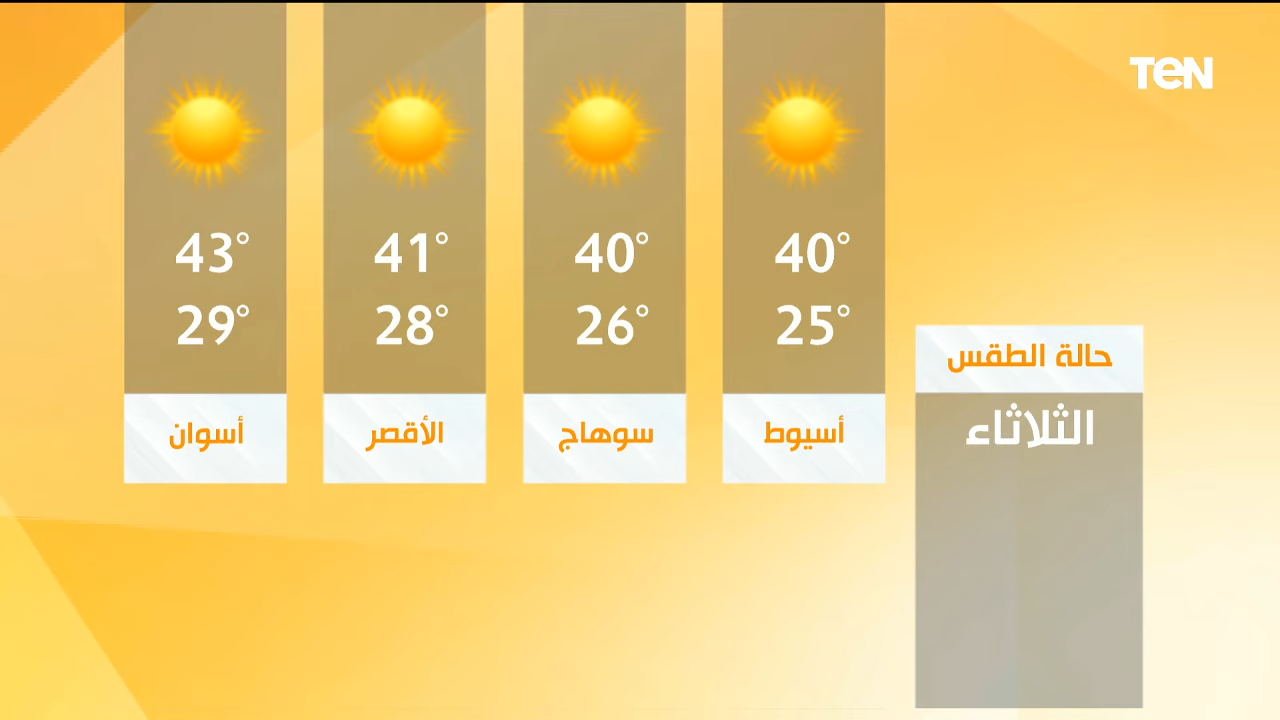 TEN
حالة الطقس
الثلاثاء
40° 40° 41° 43°
25° 26° 28° 29°
أسيوط سوهاج الأقصر أسوان